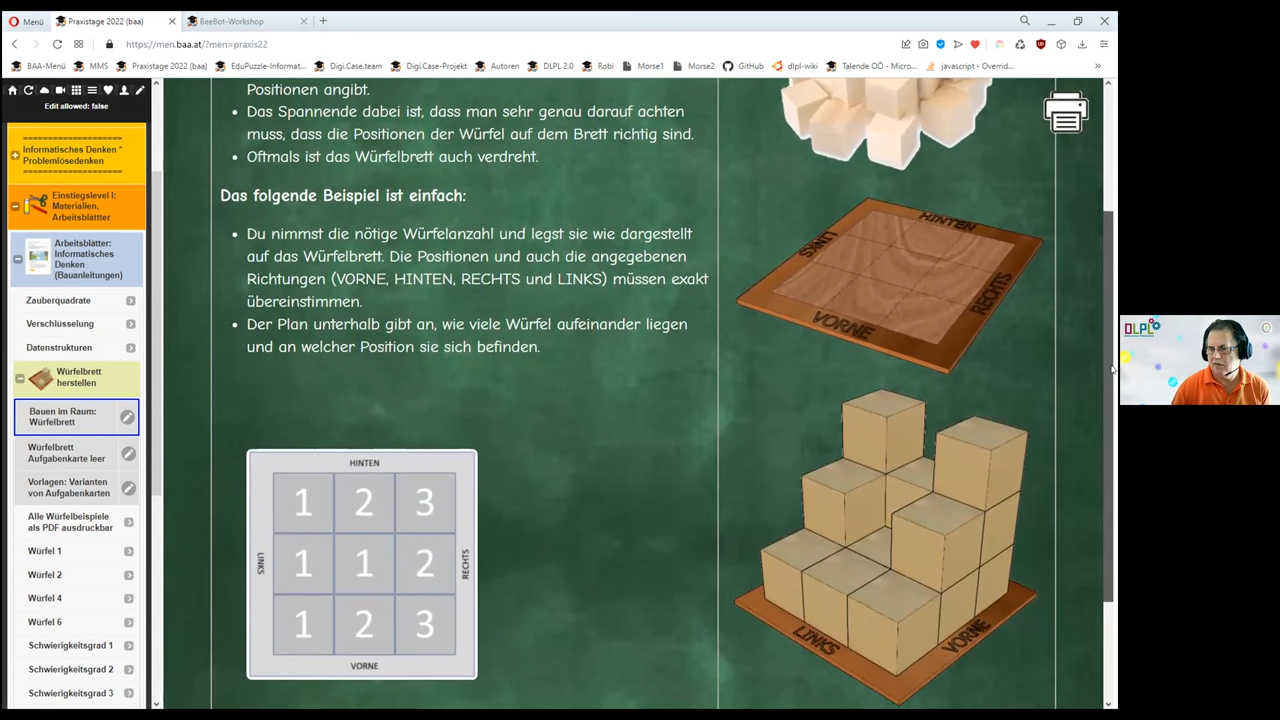 Menü
Praxistage 2022 (baa)
BeeBot-Workshop
https://men.baa.at/?men=praxis22
BAA-Menü
MMS
Praxistage 2022 (baa)
EduPuzzle-Informat...
Digi.Case.team
Digi.Case-Projekt
Autoren
DLPL 2.0
Robi
Morse1
Morse2
GitHub
dlpl-wiki
Talende OÖ - Micro...
javascript - Overrid...
Edit allowed: false
====================
Informatisches Denken *
Problemlösedenken
====================
Einstiegslevel I:
Materialien,
Arbeitsblättter
Arbeitsblätter:
Informatisches
Denken
(Bauanleitungen)
Zauberquadrate
Verschlüsselung
Datenstrukturen
Würfelbrett
herstellen
Bauen im Raum:
Würfelbrett
Würfelbrett
Aufgabenkarte leer
Vorlagen: Varianten
von Aufgabenkarten
Alle Würfelbeispiele
als PDF ausdruckbar
Würfel 1
Würfel 2
Würfel 4
Würfel 6
Schwierigkeitsgrad 1
Schwierigkeitsgrad 2
Schwierigkeitsgrad 3
Positionen angibt.
• Das Spannende dabei ist, dass man sehr genau darauf achten
muss, dass die Positionen der Würfel auf dem Brett richtig sind.
• Oftmals ist das Würfelbrett auch verdreht.
Das folgende Beispiel ist einfach:
• Du nimmst die nötige Würfelanzahl und legst sie wie dargestellt
auf das Würfelbrett. Die Positionen und auch die angegebenen
Richtungen (VORNE, HINTEN, RECHTS und LINKS) müssen exakt
übereinstimmen.
• Der Plan unterhalb gibt an, wie viele Würfel aufeinander liegen
und an welcher Position sie sich befinden.
HINTEN
1 2 3
LINKS
1 1 2
RECHTS
1 2 3
VORNE
HINTEN
LINKS
RECHTS
VORNE
LINKS
VORNE
DLPL